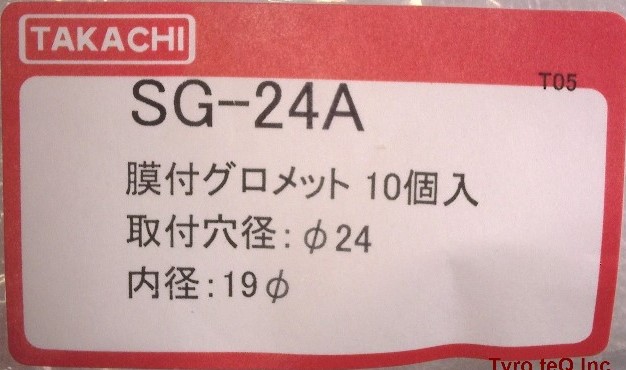 TAKACHI
T05
SG-24A
膜付グロメット 10個入
取付穴径:φ24
内径:19φ
Tyro teQ Inc